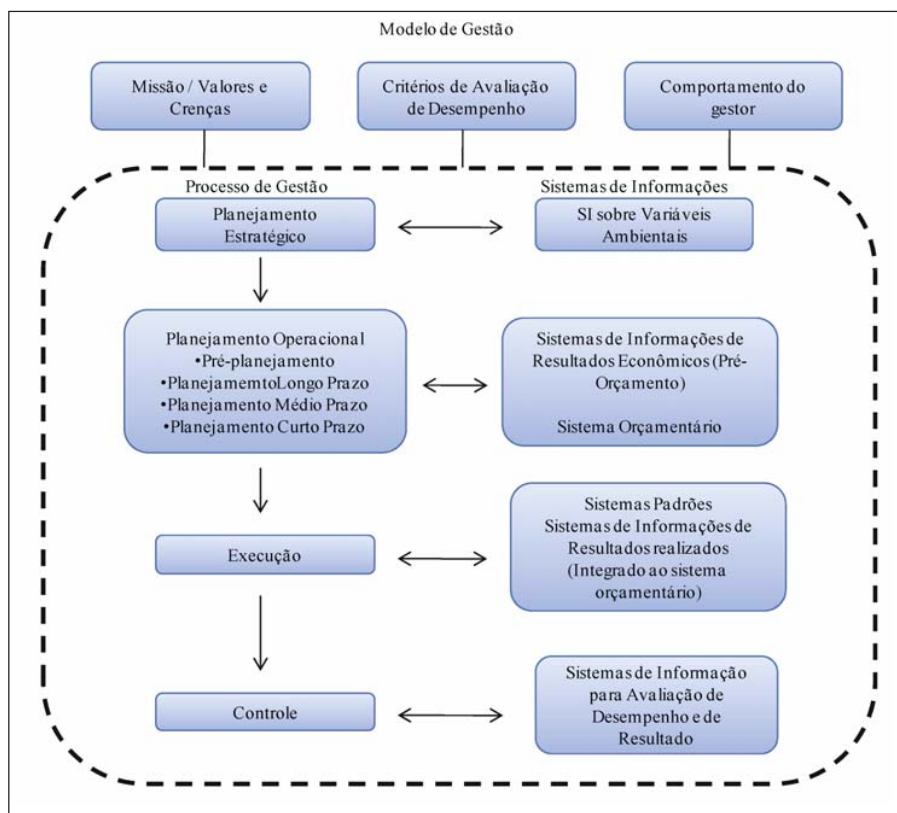 Modelo de Gestão
Missão / Valores e
Crenças
Critérios de Avaliação
de Desempenho
Comportamento do
gestor
Processo de Gestão
Sistemas de Informações
Planejamento
Estratégico
SI sobre Variáveis
Ambientais
Planejamento Operacional
•Pré-planejamento
•PlanejamemtoLongo Prazo
•Planejamento Médio Prazo
•Planejamento Curto Prazo
Sistemas de Informações de
Resultados Econômicos (Pré-
Orçamento)
Sistema Orçamentário
Execução
Sistemas Padrões
Sistemas de Informações de
Resultados realizados
(Integrado ao sistema
orçamentário)
Controle
Sistemas de Informação
para Avaliação de
Desempenho e de
Resultado